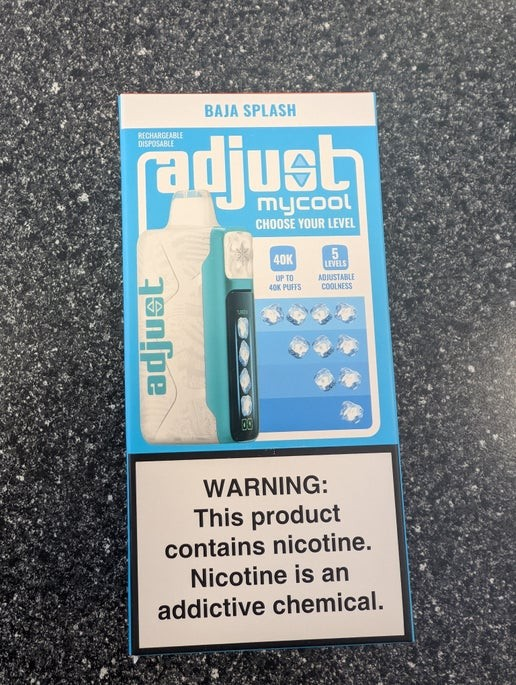 BAJA SPLASH
RECHARGEABLE
DISPOSABLE
adjust
mycool
CHOOSE YOUR LEVEL
40K
UP TO
40K PUFFS
5
LEVELS
ADJUSTABLE
COOLNESS
adjust
WARNING:
This product
contains nicotine.
Nicotine is an
addictive chemical.